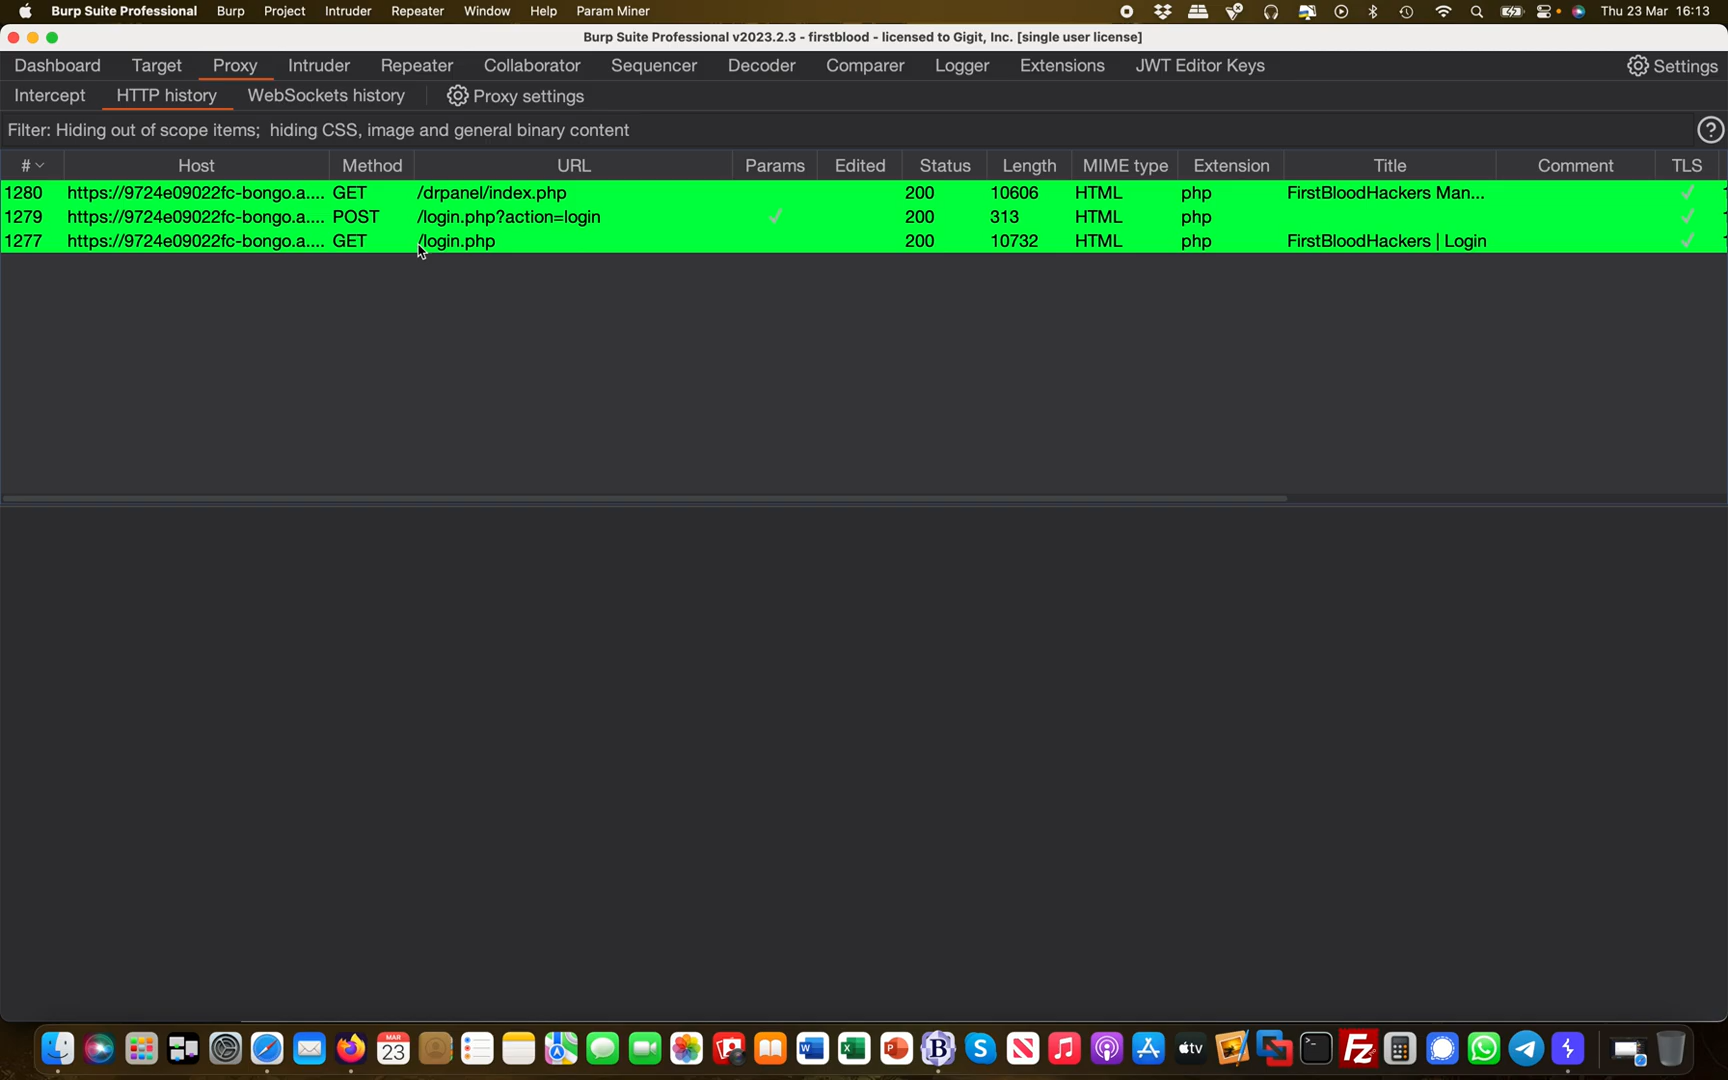 Burp Suite Professional Burp Project Intruder Repeater Window Help Param Miner Thu 23 Mar 16:13
Burp Suite Professional v2023.2.3 - firstblood - licensed to Gigit, Inc. [single user license]
Dashboard Target Proxy Intruder Repeater Collaborator Sequencer Decoder Comparer Logger Extensions JWT Editor Keys Settings
Intercept HTTP history WebSockets history Proxy settings
Filter: Hiding out of scope items; hiding CSS, image and general binary content ?
# Host Method URL Params Edited Status Length MIME type Extension Title Comment TLS
1280 https://9724e09022fc-bongo.a.... GET /drpanel/index.php 200 10606 HTML php FirstBloodHackers Man... ✓
1279 https://9724e09022fc-bongo.a.... POST /login.php?action=login ✓ 200 313 HTML php ✓
1277 https://9724e09022fc-bongo.a.... GET /login.php 200 10732 HTML php FirstBloodHackers | Login ✓
MAR
23
tv
Fz